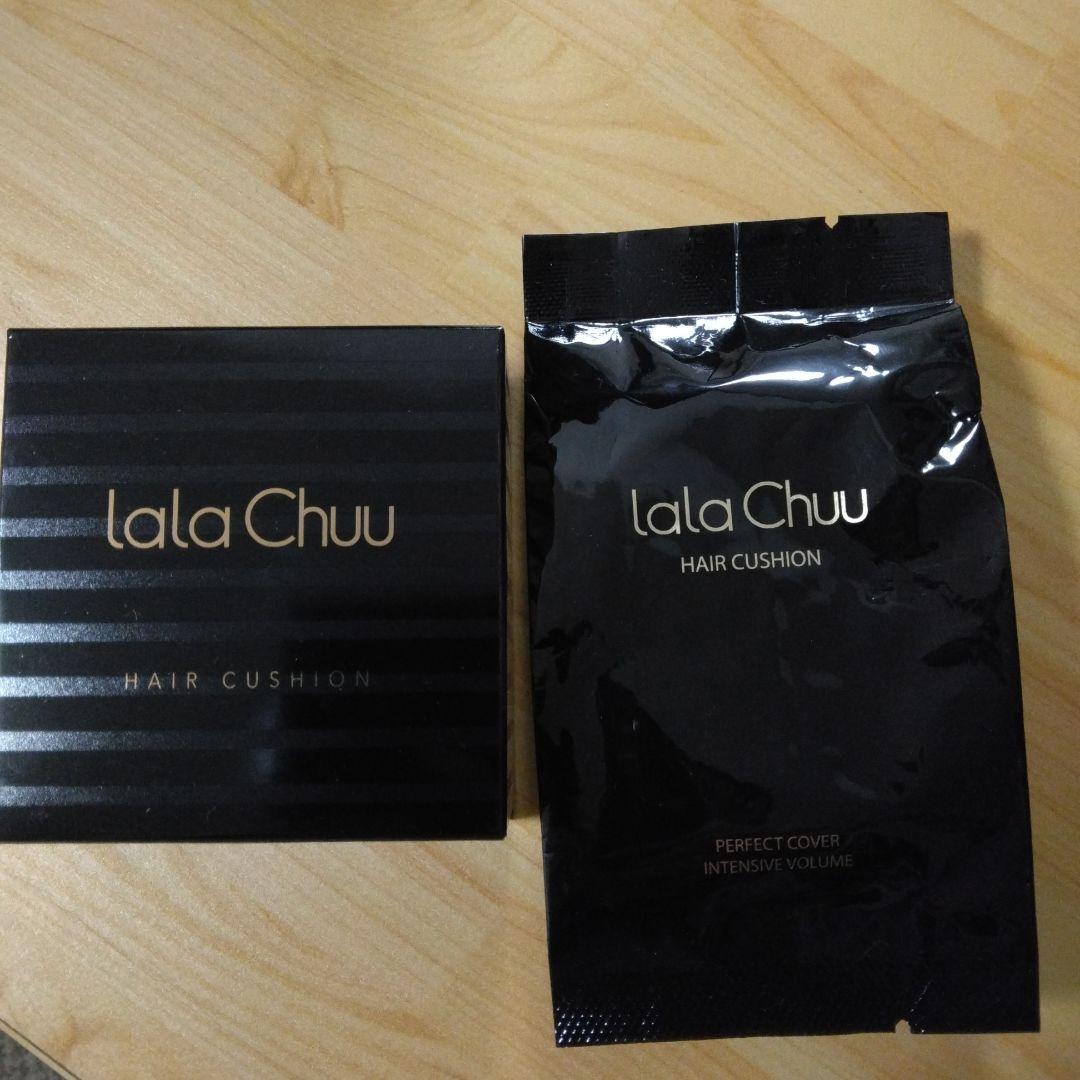 lala Chuu
HAIR CUSHION
lala Chuu
HAIR CUSHION
PERFECT COVER
INTENSIVE VOLUME